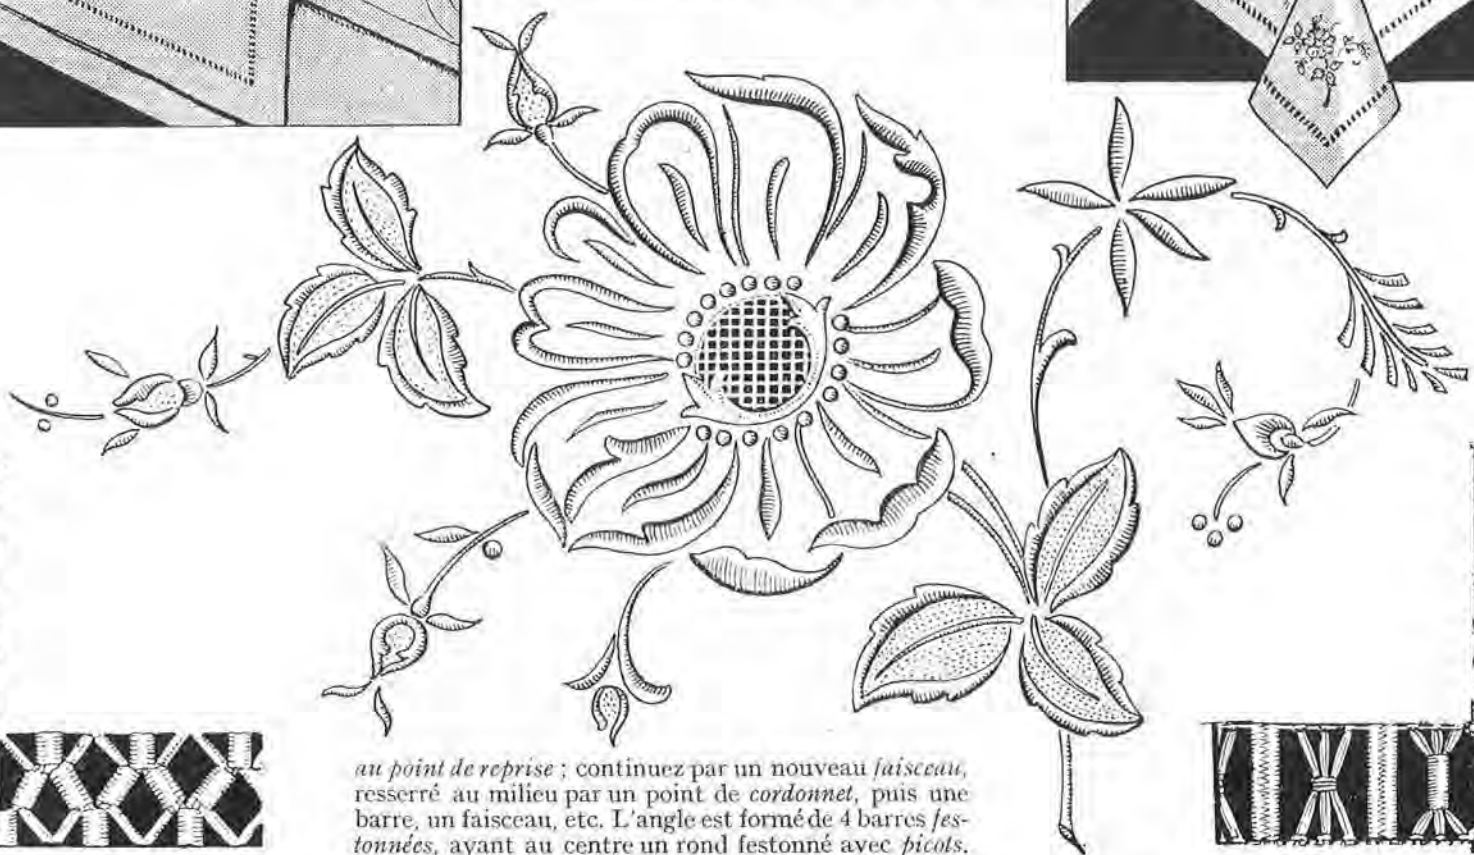 au point de reprise ; continuez par un nouveau faisceau,
resserré au milieu par un point de cordonnet, puis une
barre, un faisceau, etc. L'angle est formé de 4 barres fes-
tonnées, ayant au centre un rond festonné avec picots.